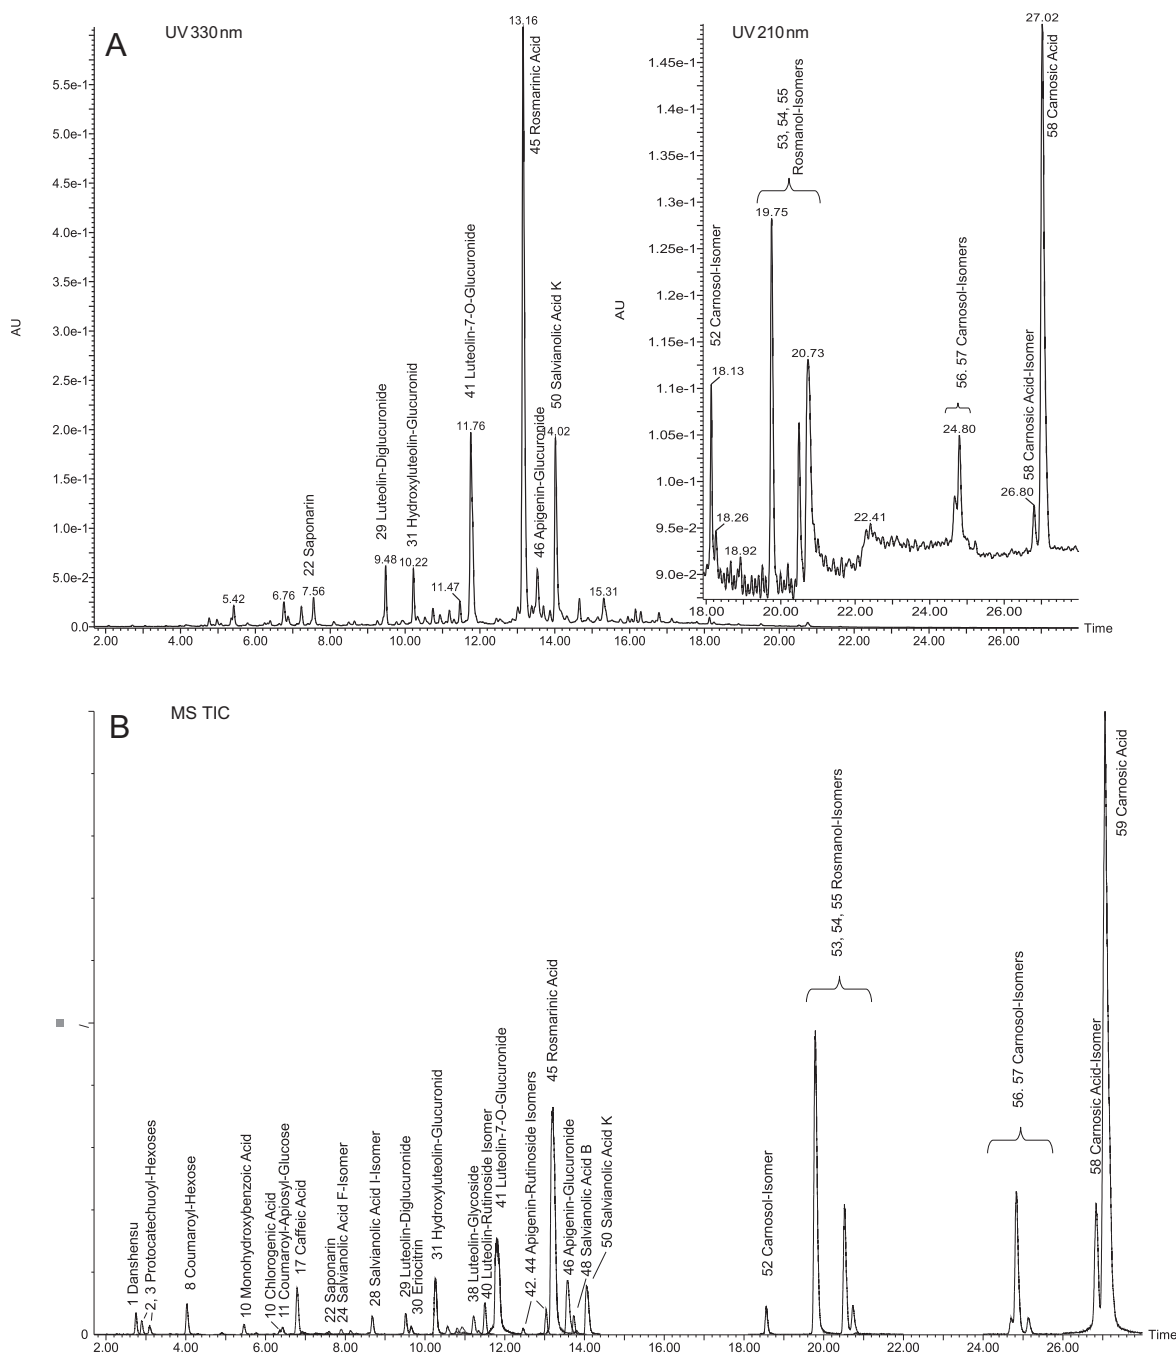 A
UV 330 nm
13.16
45 Rosmarinic Acid
5.5e-1
5.0e-1
4.5e-1
4.0e-1
3.5e-1
3.0e-1
2.5e-1
2.0e-1
1.5e-1
1.0e-1
5.0e-2
0.0
AU
5.42
6.76
7.56
22 Saponarin
9.48
29 Luteolin-Diglucuronide
10.22
31 Hydroxyluteolin-Glucuronid
11.47
11.76
41 Luteolin-7-O-Glucuronide
46 Apigenin-Glucuronide
14.02
50 Salvianolic Acid K
15.31
2.00 4.00 6.00 8.00 10.00 12.00 14.00 16.00 18.00 20.00 22.00 24.00 26.00
Time
UV 210 nm
27.02
58 Carnosic Acid
1.45e-1
1.4e-1
1.35e-1
1.3e-1
1.25e-1
1.2e-1
1.15e-1
1.1e-1
1.05e-1
1.0e-1
9.5e-2
9.0e-2
AU
52 Carnosol-Isomer
18.13
18.26
18.92
53, 54, 55
Rosmanol-Isomers
19.75
20.73
22.41
56. 57 Carnosol-Isomers
24.80
58 Carnosic Acid-Isomer
26.80
18.00 20.00 22.00 24.00 26.00
B
MS TIC
0
1 Danshensu
2, 3 Protocatechuoyl-Hexoses
8 Coumaroyl-Hexose
10 Monohydroxybenzoic Acid
10 Chlorogenic Acid
11 Coumaroyl-Apiosyl-Glucose
17 Caffeic Acid
22 Saponarin
24 Salvianolic Acid F-Isomer
28 Salvianolic Acid I-Isomer
29 Luteolin-Diglucuronide
30 Eriocitrin
31 Hydroxyluteolin-Glucuronid
38 Luteolin-Glycoside
40 Luteolin-Rutinoside Isomer
41 Luteolin-7-O-Glucuronide
42. 44 Apigenin-Rutinoside Isomers
45 Rosmarinic Acid
46 Apigenin-Glucuronide
48 Salvianolic Acid B
50 Salvianolic Acid K
52 Carnosol-Isomer
53, 54, 55 Rosmanol-Isomers
56. 57 Carnosol-Isomers
58 Carnosic Acid-Isomer
59 Carnosic Acid
2.00 4.00 6.00 8.00 10.00 12.00 14.00 16.00 18.00 20.00 22.00 24.00 26.00
Time